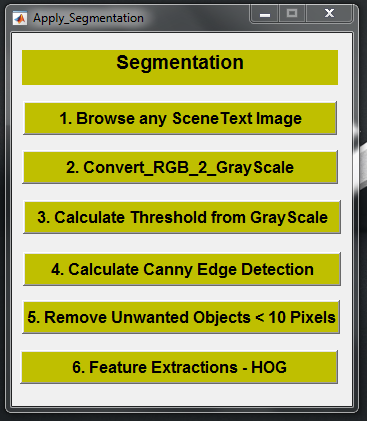 Apply_Segmentation
Segmentation
1. Browse any SceneText Image
2. Convert_RGB_2_GrayScale
3. Calculate Threshold from GrayScale
4. Calculate Canny Edge Detection
5. Remove Unwanted Objects < 10 Pixels
6. Feature Extractions - HOG